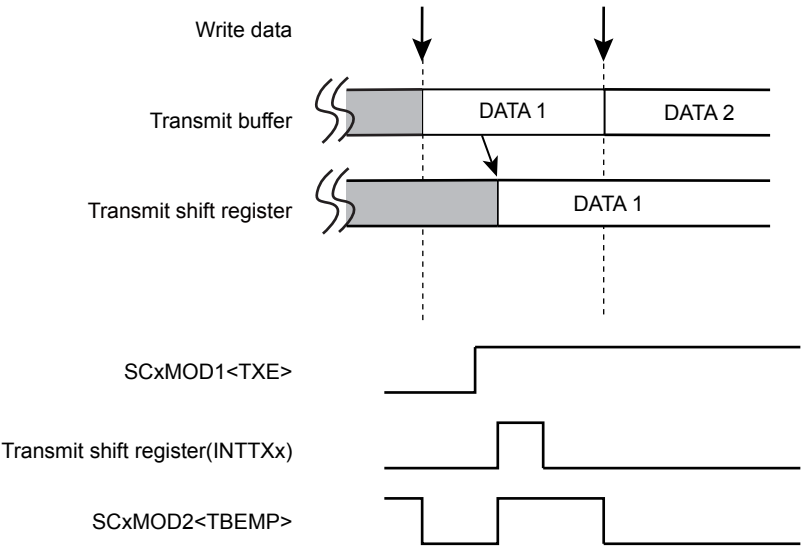 Write data
Transmit buffer
DATA 1
DATA 2
Transmit shift register
DATA 1
SCxMOD1<TXE>
Transmit shift register(INTTXx)
SCxMOD2<TBEMP>